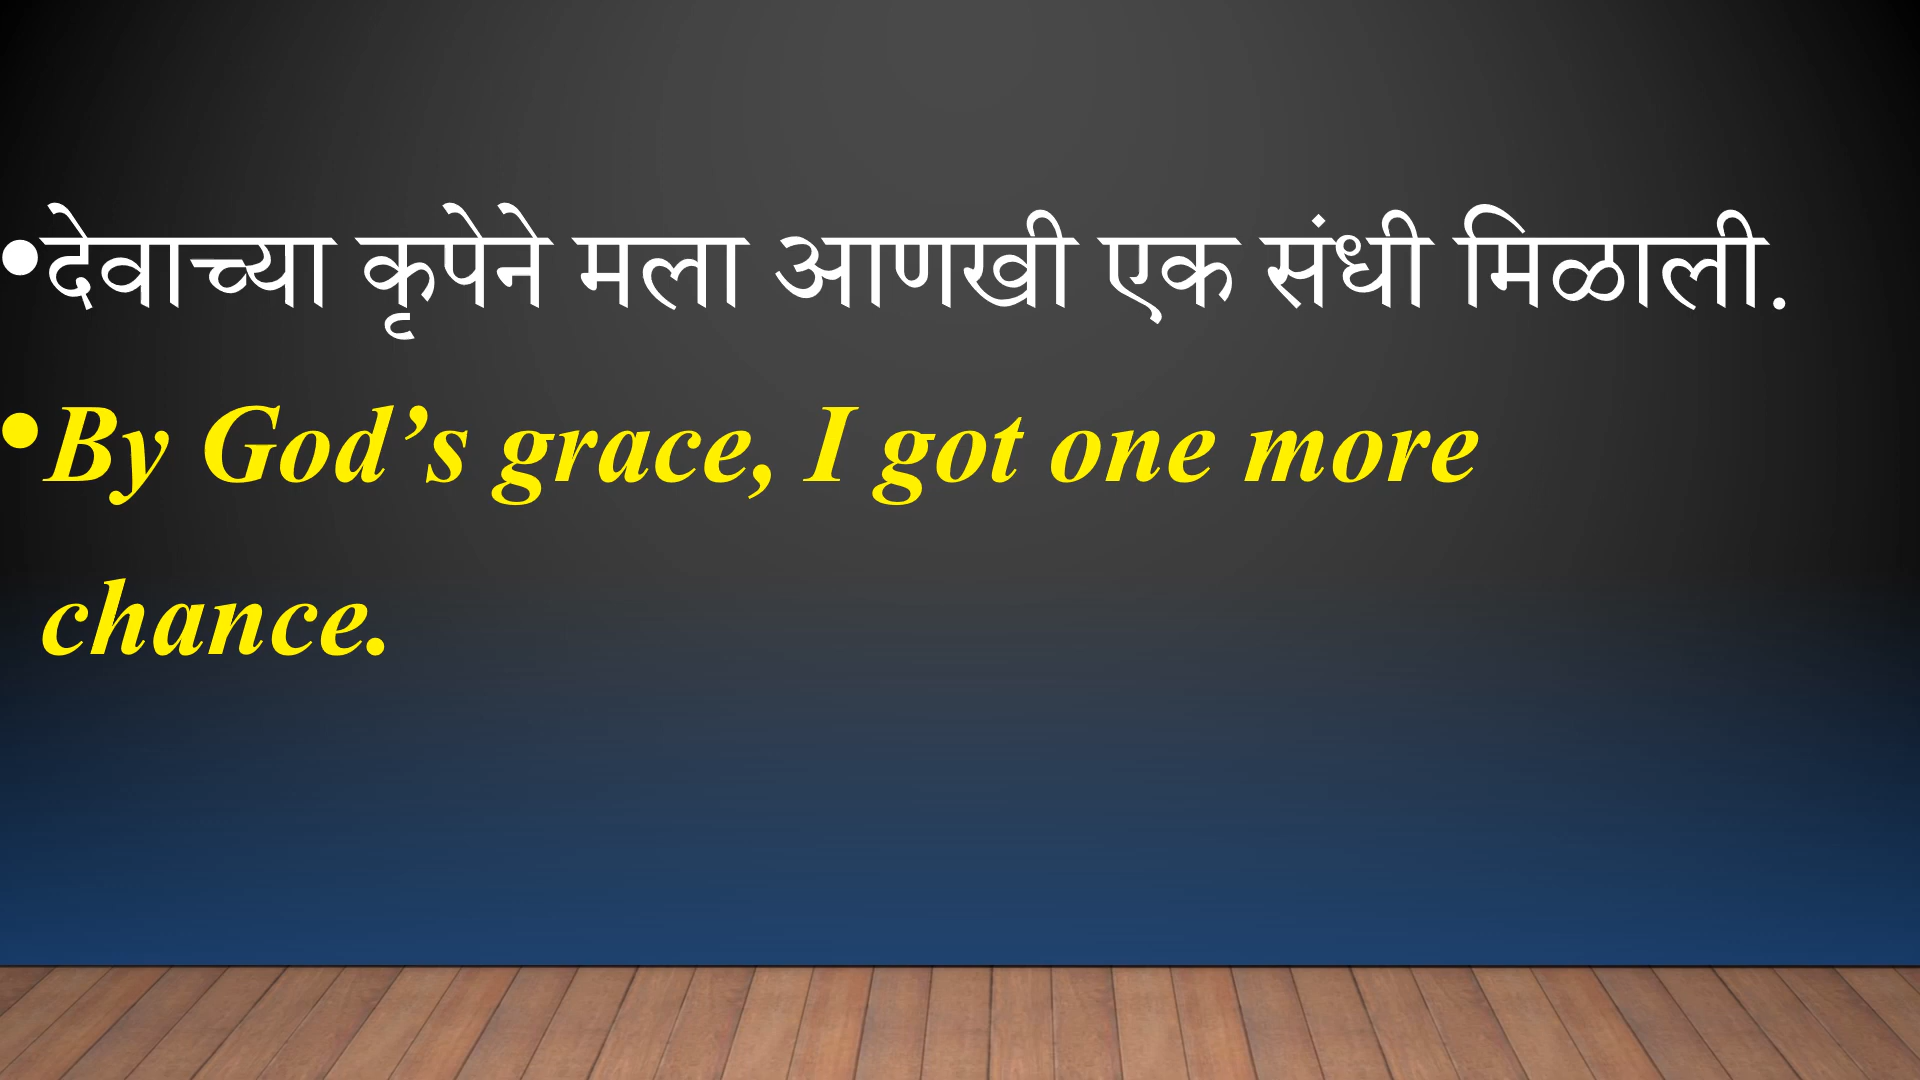 •देवाच्या कृपेने मला आणखी एक संधी मिळाली.
•By God’s grace, I got one more
chance.